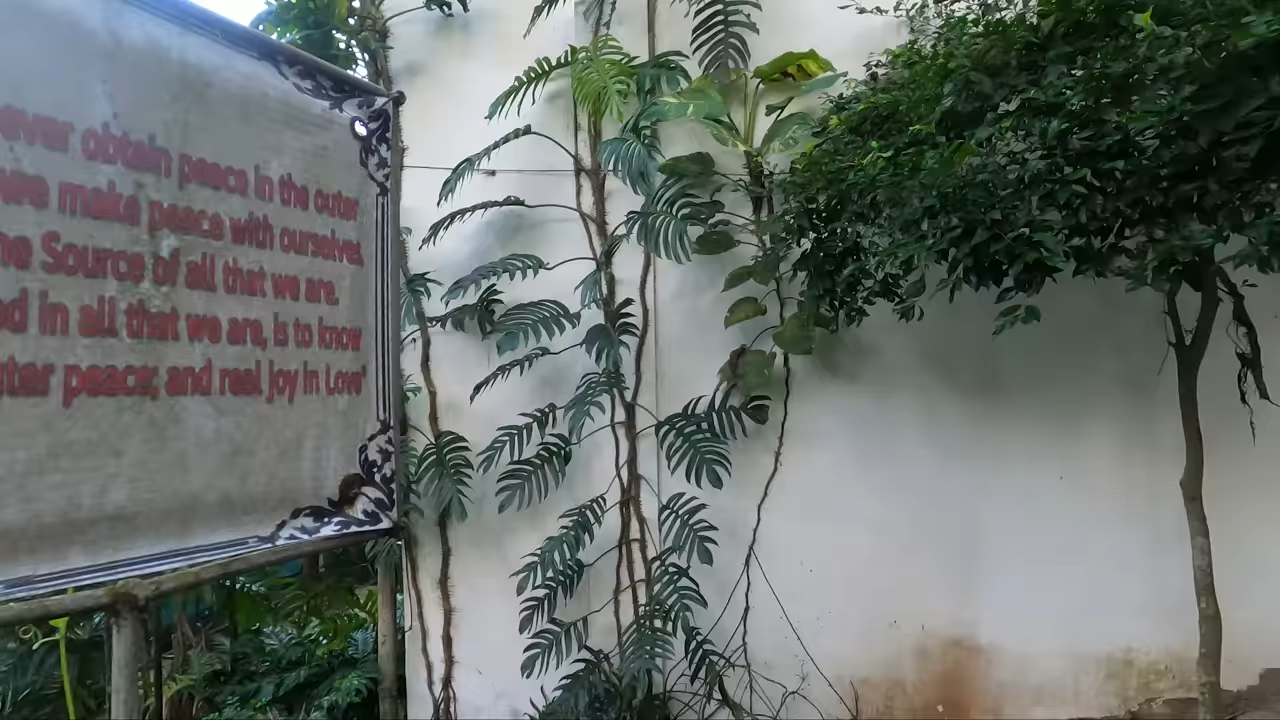 ever obtain peace in the outer
we make peace with ourselves
he Source of all that we are.
od in all that we are, is to know
uter peace, and real joy in Love'